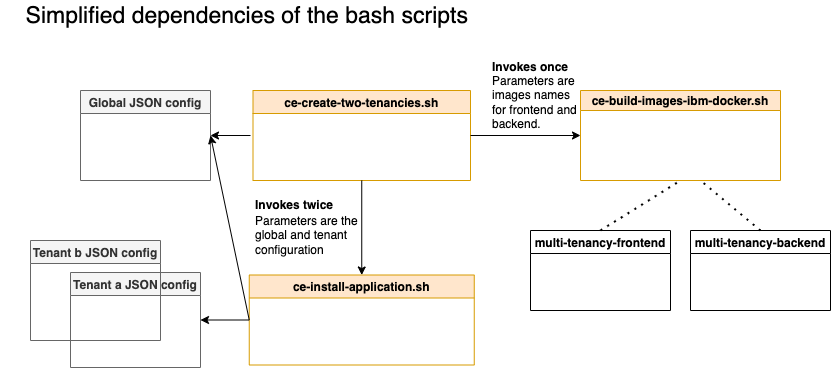 Simplified dependencies of the bash scripts
Invokes once
Parameters are
images names
for frontend and
backend.
Global JSON config
ce-create-two-tenancies.sh
ce-build-images-ibm-docker.sh
Invokes twice
Parameters are the
global and tenant
configuration
multi-tenancy-frontend
multi-tenancy-backend
Tenant b JSON config
Tenant a JSON config
ce-install-application.sh